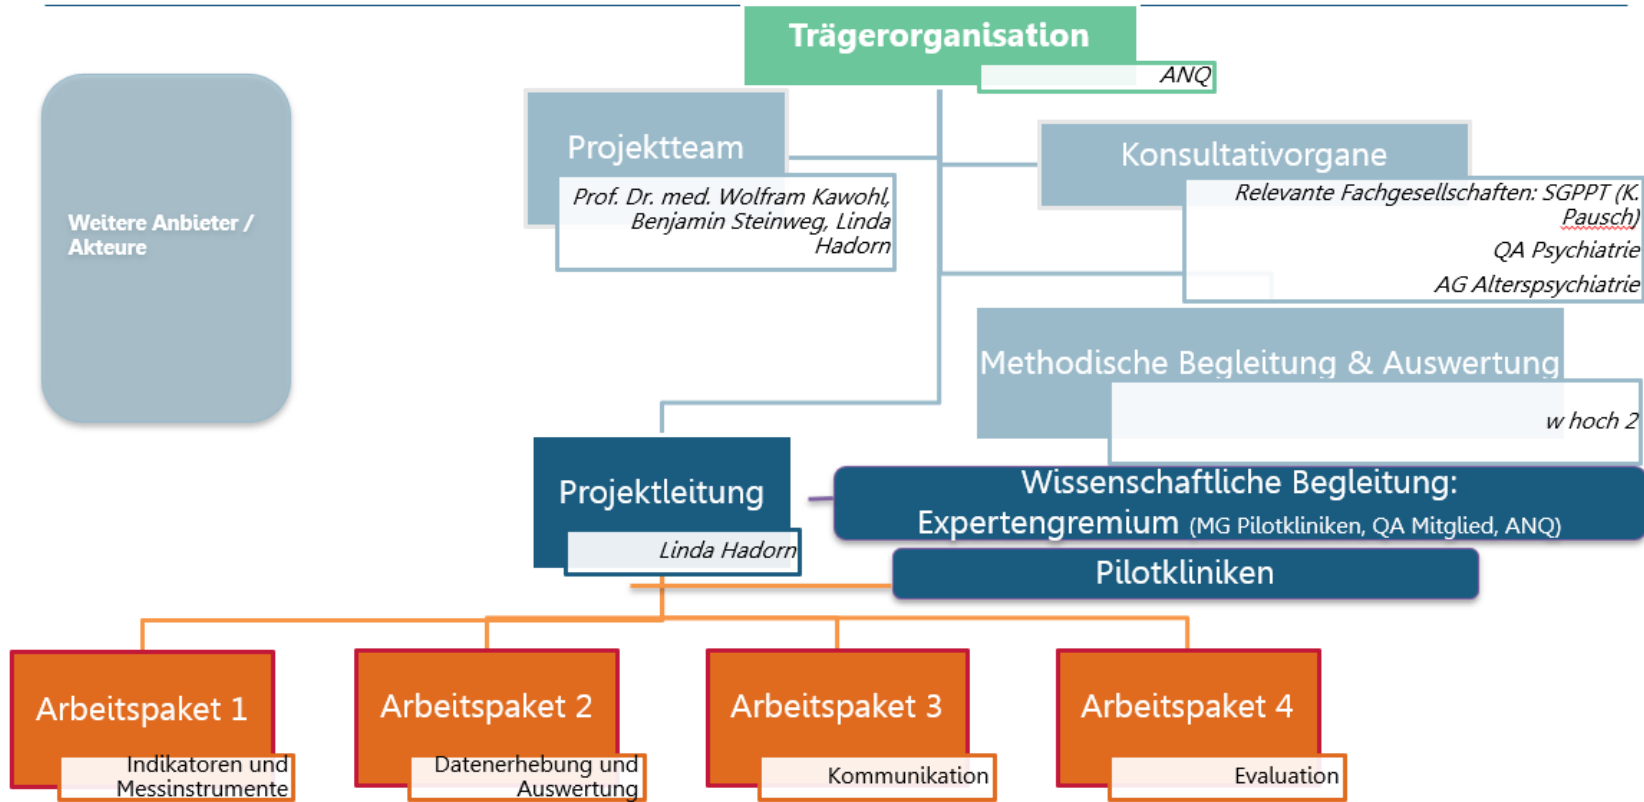 Trägerorganisation
ANQ
Projektteam
Prof. Dr. med. Wolfram Kawohl,
Benjamin Steinweg, Linda
Hadorn
Konsultativorgane
Relevante Fachgesellschaften: SGPPT (K.
Pausch)
QA Psychiatrie
AG Alterspsychiatrie
Weitere Anbieter /
Akteure
Methodische Begleitung & Auswertung
w hoch 2
Projektleitung
Linda Hadorn
Wissenschaftliche Begleitung:
Expertengremium (MG Pilotkliniken, QA Mitglied, ANQ)
Pilotkliniken
Arbeitspaket 1
Indikatoren und
Messinstrumente
Arbeitspaket 2
Datenerhebung und
Auswertung
Arbeitspaket 3
Kommunikation
Arbeitspaket 4
Evaluation